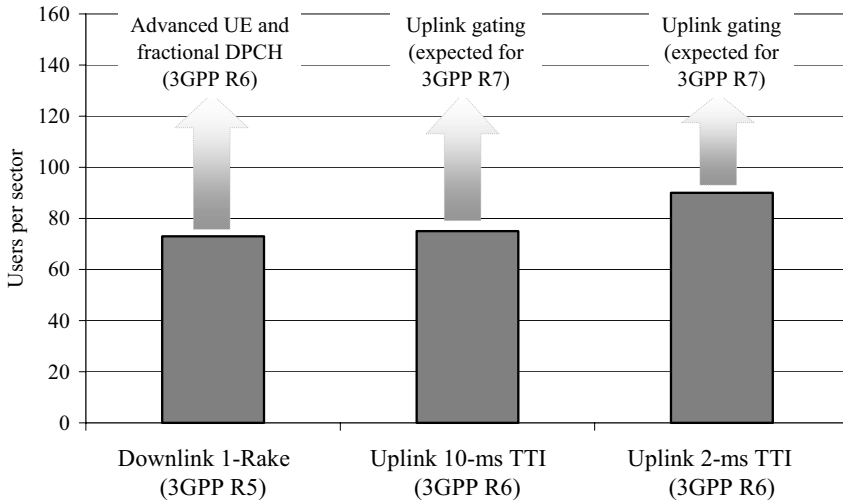 Users per sector
160
140
120
100
80
60
40
20
0
Advanced UE and
fractional DPCH
(3GPP R6)
Uplink gating
(expected for
3GPP R7)
Uplink gating
(expected for
3GPP R7)
Downlink 1-Rake
(3GPP R5)
Uplink 10-ms TTI
(3GPP R6)
Uplink 2-ms TTI
(3GPP R6)